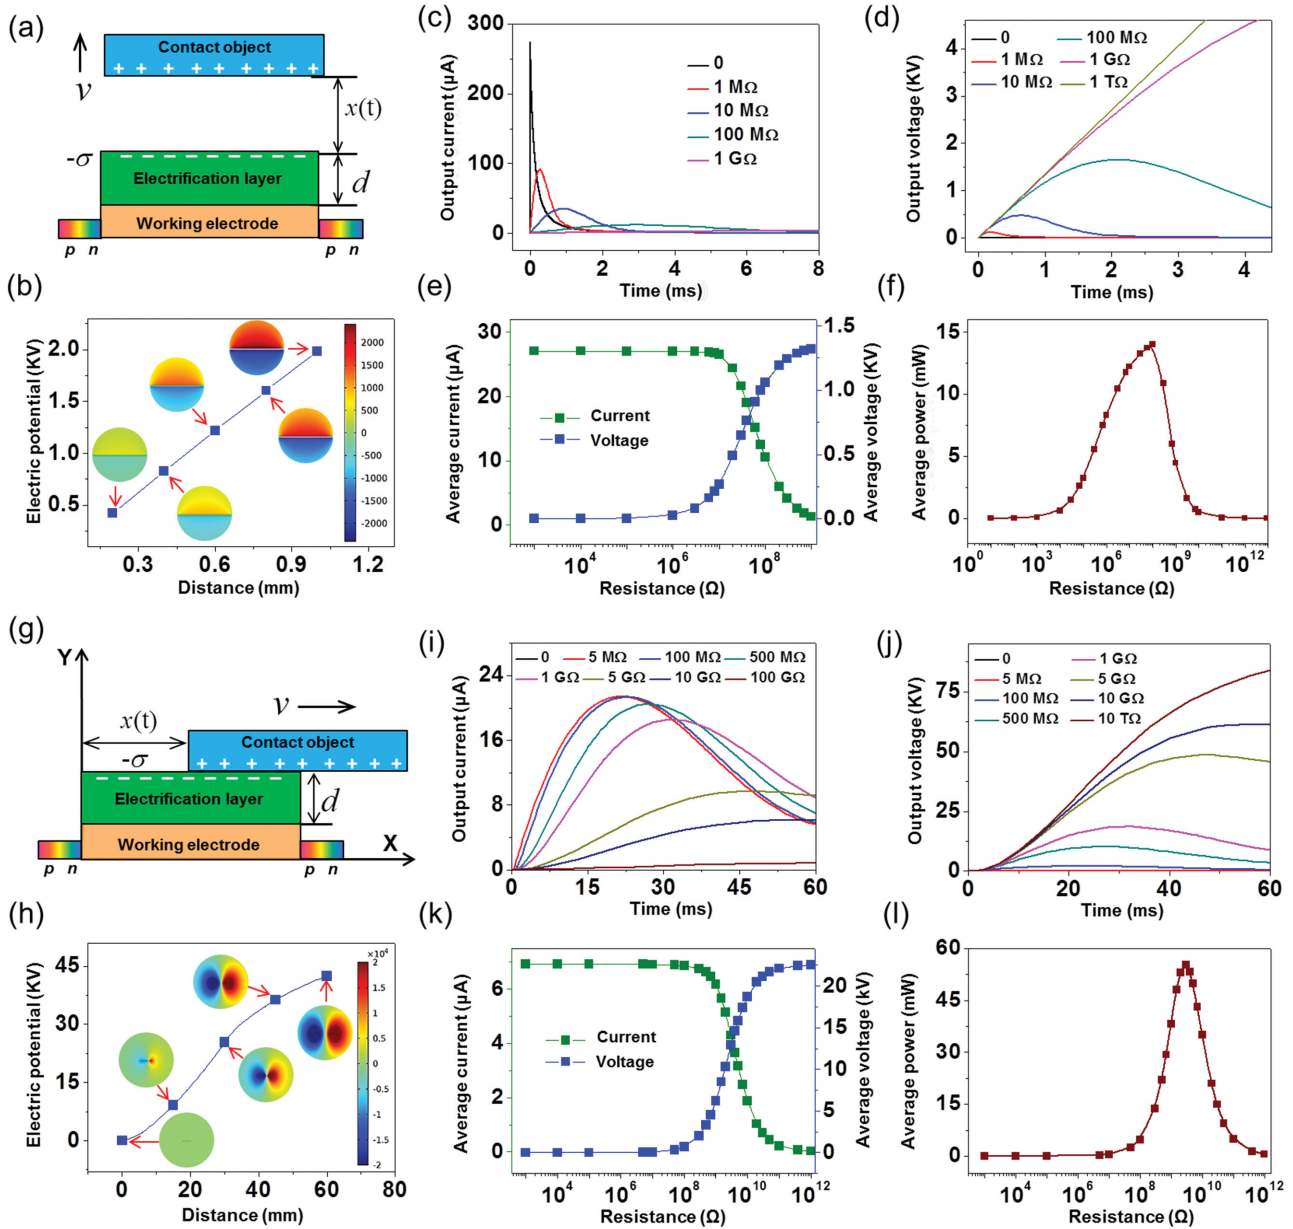 (a)
Contact object
+ + + + + + + + +
v
x(t)
-σ
Electrification layer
d
Working electrode
p n
p n
(b)
Electric potential (KV)
2.0
1.5
1.0
0.5
0.3 0.6 0.9 1.2
Distance (mm)
2000
1500
1000
500
0
-500
-1000
-1500
-2000
(c)
Output current (µA)
300
200
100
0
0 2 4 6 8
Time (ms)
0
1 MΩ
10 MΩ
100 MΩ
1 GΩ
(d)
Output voltage (KV)
4
3
2
1
0
0 1 2 3 4
Time (ms)
0
1 MΩ
10 MΩ
100 MΩ
1 GΩ
1 TΩ
(e)
Average current (µA)
30
20
10
0
Current
Voltage
1.5
1.0
0.5
0.0
Average voltage (KV)
10⁴ 10⁶ 10⁸
Resistance (Ω)
(f)
Average power (mW)
15
10
5
0
10⁰ 10³ 10⁶ 10⁹ 10¹²
Resistance (Ω)
(g)
Y
v
x(t)
Contact object
-σ
+ + + + + + + + +
Electrification layer
d
Working electrode
X
p n
p n
(h)
Electric potential (KV)
45
30
15
0
0 20 40 60 80
Distance (mm)
×10⁴
2
1.5
1
0.5
0
-0.5
-1
-1.5
-2
(i)
Output current (µA)
24
16
8
0
0 15 30 45 60
Time (ms)
0 5 MΩ 100 MΩ 500 MΩ
1 GΩ 5 GΩ 10 GΩ 100 GΩ
(j)
Output voltage (KV)
75
50
25
0
0 20 40 60
Time (ms)
0
5 MΩ
100 MΩ
500 MΩ
1 GΩ
5 GΩ
10 GΩ
10 TΩ
(k)
Average current (µA)
6
4
2
0
Current
Voltage
20
15
10
5
0
Average voltage (kV)
10⁴ 10⁶ 10⁸ 10¹⁰ 10¹²
Resistance (Ω)
(l)
Average power (mW)
60
45
30
15
0
10⁴ 10⁶ 10⁸ 10¹⁰ 10¹²
Resistance (Ω)